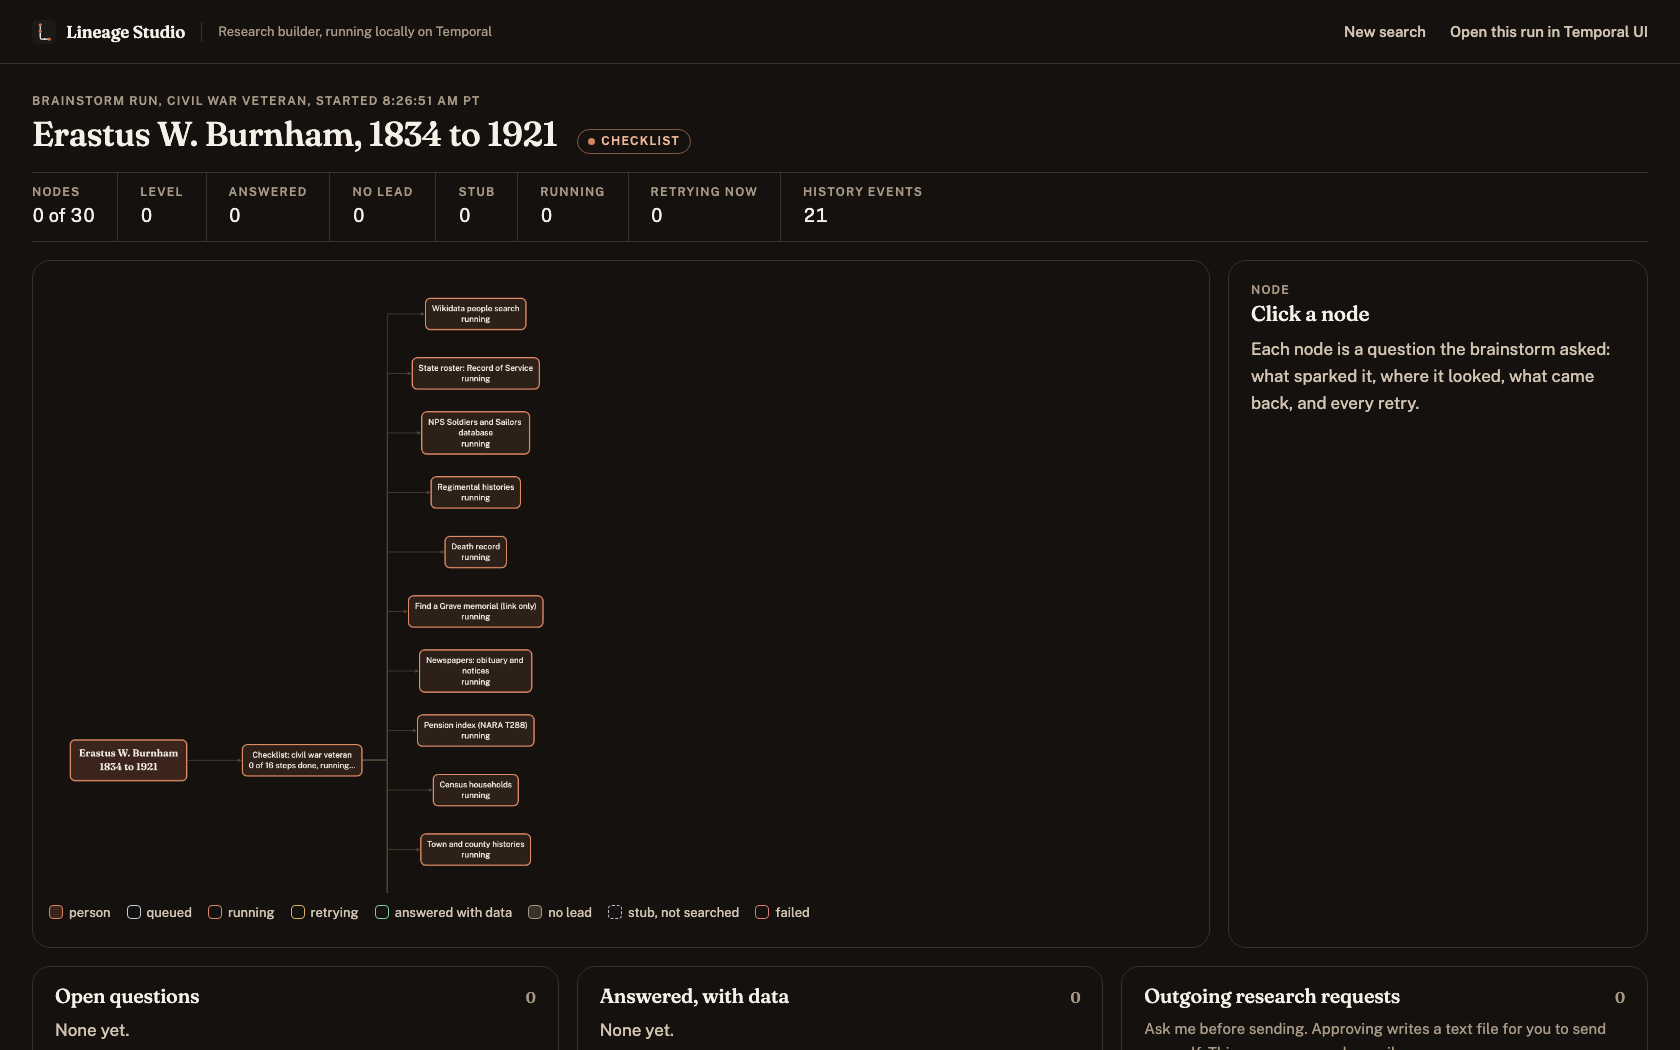 Lineage Studio
Research builder, running locally on Temporal
New search
Open this run in Temporal UI
BRAINSTORM RUN, CIVIL WAR VETERAN, STARTED 8:26:51 AM PT
Erastus W. Burnham, 1834 to 1921
CHECKLIST
NODES
0 of 30
LEVEL
0
ANSWERED
0
NO LEAD
0
STUB
0
RUNNING
0
RETRYING NOW
0
HISTORY EVENTS
21
Wikidata people search
running
State roster: Record of Service
running
NPS Soldiers and Sailors
database
running
Regimental histories
running
Death record
running
Find a Grave memorial (link only)
running
Newspapers: obituary and
notices
running
Pension index (NARA T288)
running
Erastus W. Burnham
1834 to 1921
Checklist: civil war veteran
0 of 16 steps done, running...
Census households
running
Town and county histories
running
person
queued
running
retrying
answered with data
no lead
stub, not searched
failed
NODE
Click a node
Each node is a question the brainstorm asked:
what sparked it, where it looked, what came
back, and every retry.
Open questions
0
None yet.
Answered, with data
0
None yet.
Outgoing research requests
0
Ask me before sending. Approving writes a text file for you to send